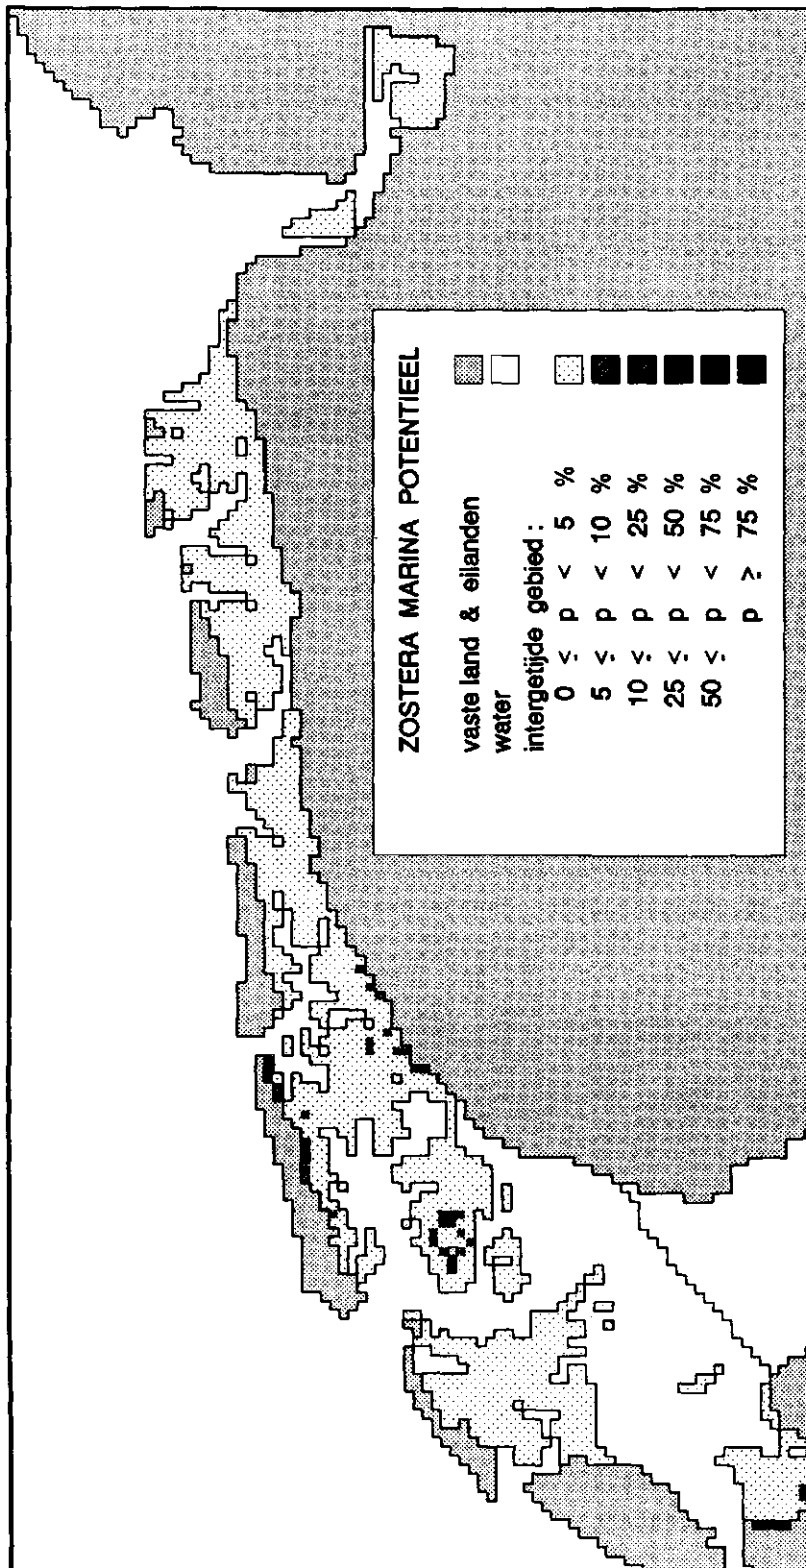 ZOSTERA MARINA POTENTIEEL
vaste land & eilanden
water
intergetijde gebied :
0 ≤ p < 5 %
5 ≤ p < 10 %
10 ≤ p < 25 %
25 ≤ p < 50 %
50 ≤ p < 75 %
p ≥ 75 %